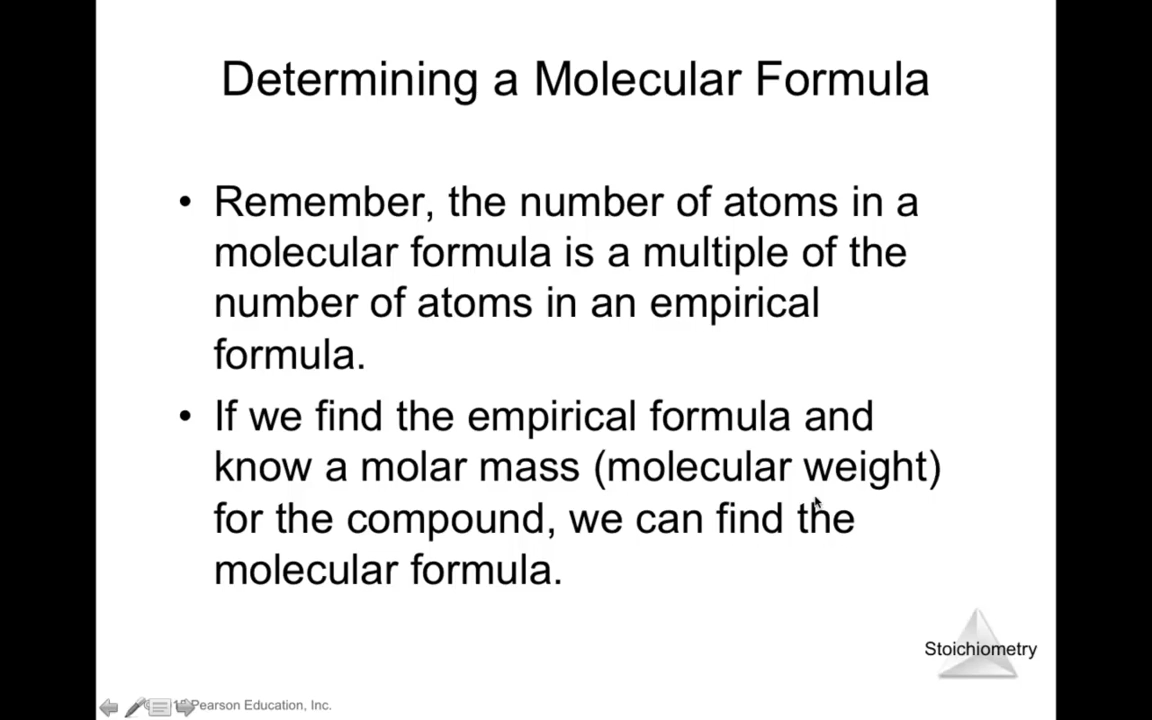 Determining a Molecular Formula
• Remember, the number of atoms in a
molecular formula is a multiple of the
number of atoms in an empirical
formula.
• If we find the empirical formula and
know a molar mass (molecular weight)
for the compound, we can find the
molecular formula.
Stoichiometry
Pearson Education, Inc.